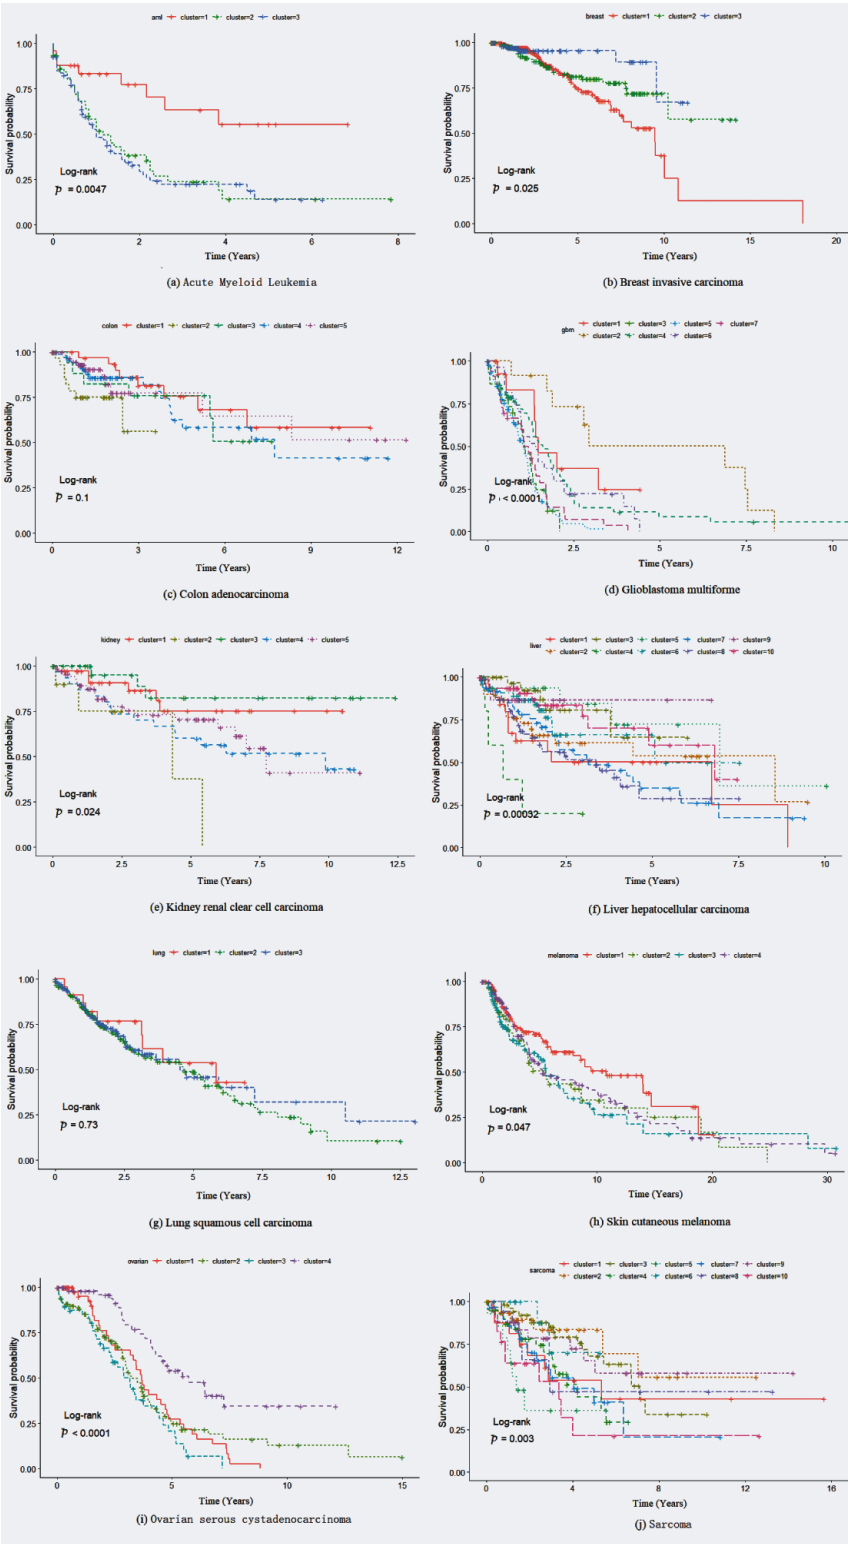 aml cluster=1 cluster=2 cluster=3
breast cluster=1 cluster=2 cluster=3
Survival probability
1.00
0.75
0.50
0.25
0.00
Log-rank
p = 0.0047
0 2 4 6 8
Time (Years)
(a) Acute Myeloid Leukemia
Survival probability
1.00
0.75
0.50
0.25
0.00
Log-rank
p = 0.025
0 5 10 15 20
Time (Years)
(b) Breast invasive carcinoma
colon cluster=1 cluster=2 cluster=3 cluster=4 cluster=5
Survival probability
1.00
0.75
0.50
0.25
0.00
Log-rank
p = 0.1
0 3 6 9 12
Time (Years)
(c) Colon adenocarcinoma
gbm cluster=1 cluster=3 cluster=5 cluster=7
cluster=2 cluster=4 cluster=6
Survival probability
1.00
0.75
0.50
0.25
0.00
Log-rank
p < 0.0001
0 2.5 5 7.5 10
Time (Years)
(d) Glioblastoma multiforme
kidney cluster=1 cluster=2 cluster=3 cluster=4 cluster=5
Survival probability
1.00
0.75
0.50
0.25
0.00
Log-rank
p = 0.024
0 2.5 5 7.5 10 12.5
Time (Years)
(e) Kidney renal clear cell carcinoma
liver cluster=1 cluster=3 cluster=5 cluster=7 cluster=9
cluster=2 cluster=4 cluster=6 cluster=8 cluster=10
Survival probability
1.00
0.75
0.50
0.25
0.00
Log-rank
p = 0.00032
0 2.5 5 7.5 10
Time (Years)
(f) Liver hepatocellular carcinoma
lung cluster=1 cluster=2 cluster=3
Survival probability
1.00
0.75
0.50
0.25
0.00
Log-rank
p = 0.73
0 2.5 5 7.5 10 12.5
Time (Years)
(g) Lung squamous cell carcinoma
melanoma cluster=1 cluster=2 cluster=3 cluster=4
Survival probability
1.00
0.75
0.50
0.25
0.00
Log-rank
p = 0.047
0 10 20 30
Time (Years)
(h) Skin cutaneous melanoma
ovarian cluster=1 cluster=2 cluster=3 cluster=4
Survival probability
1.00
0.75
0.50
0.25
0.00
Log-rank
p < 0.0001
0 5 10 15
Time (Years)
(i) Ovarian serous cystadenocarcinoma
sarcoma cluster=1 cluster=3 cluster=5 cluster=7 cluster=9
cluster=2 cluster=4 cluster=6 cluster=8 cluster=10
Survival probability
1.00
0.75
0.50
0.25
0.00
Log-rank
p = 0.003
0 4 8 12 16
Time (Years)
(j) Sarcoma